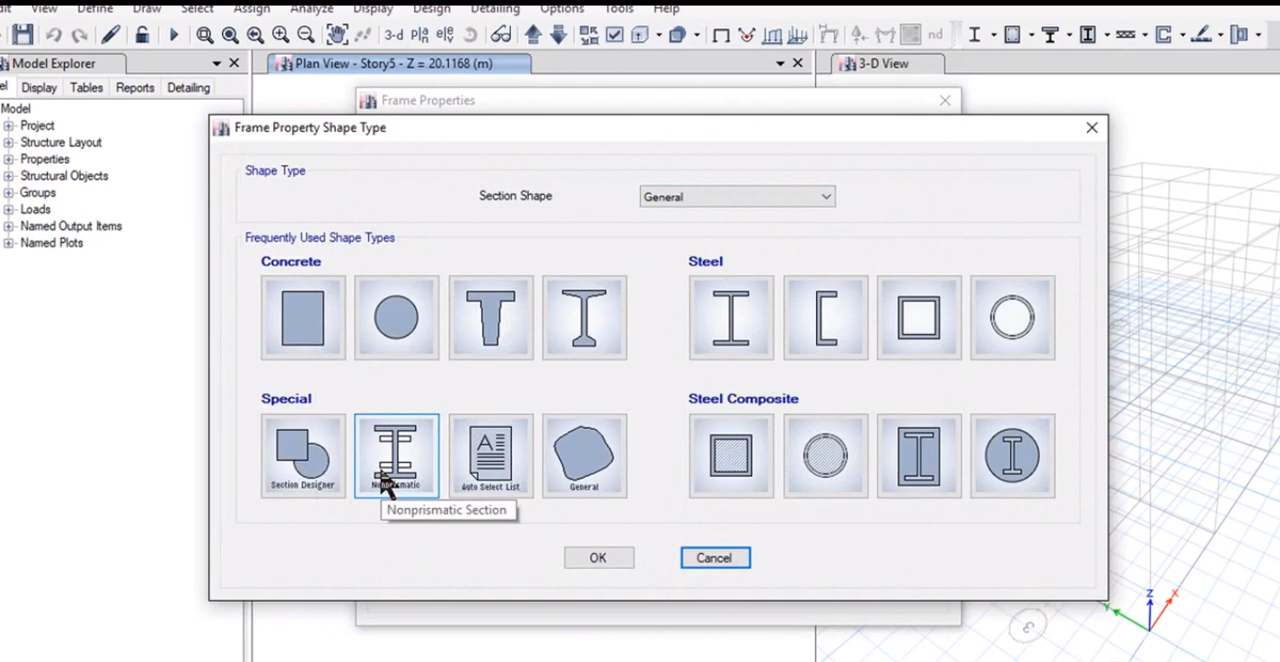 View Define Draw Select Assign Analyze Display Design Detailing Options Tools Help
3-d nd
Model Explorer
Plan View - Story5 - Z = 20.1168 (m)
3-D View
Display Tables Reports Detailing
Model
Project
Structure Layout
Properties
Structural Objects
Groups
Loads
Named Output Items
Named Plots
Frame Properties
Frame Property Shape Type
Shape Type
Section Shape General
Frequently Used Shape Types
Concrete
Steel
Special
Steel Composite
Section Designer
Auto Select List
General
Nonprismatic Section
OK Cancel
Z X Y